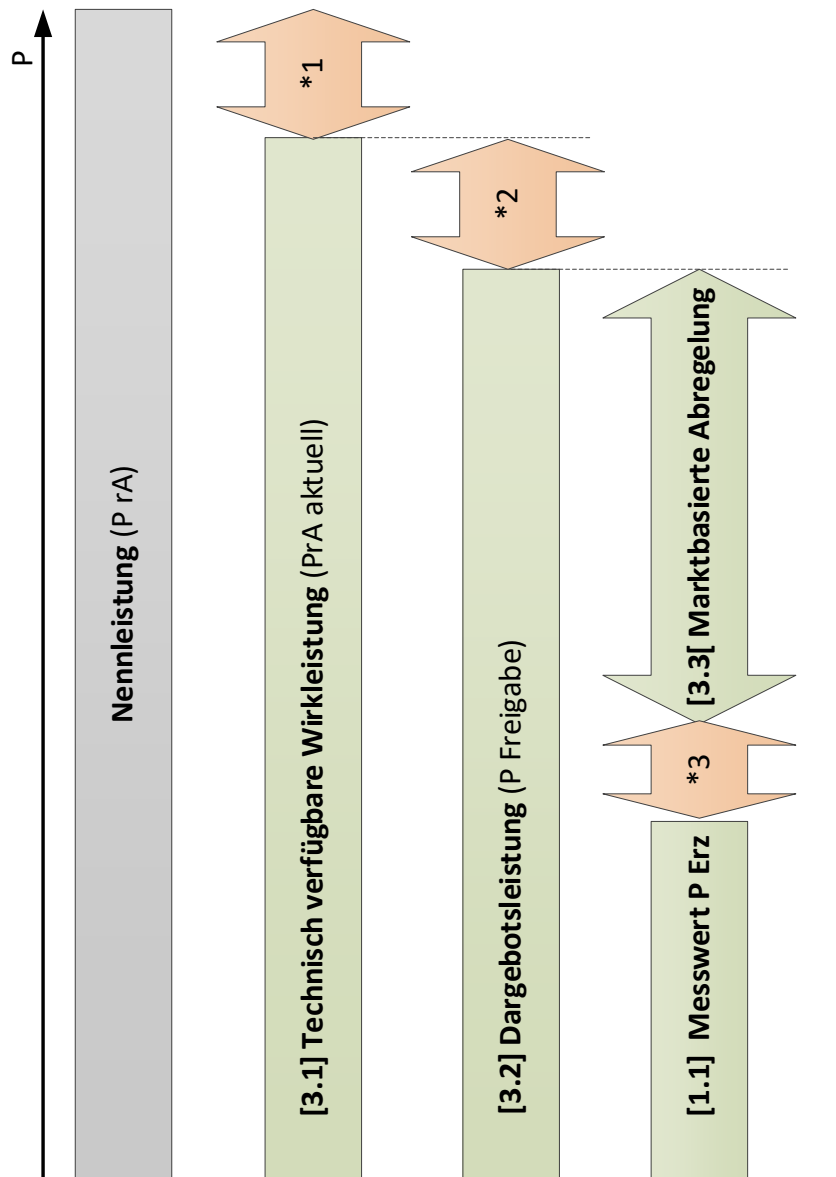 P
Nennleistung (P rA)
*1
[3.1] Technisch verfügbare Wirkleistung (PrA aktuell)
*2
[3.2] Dargebotsleistung (P Freigabe)
[3.3[ Marktbasierte Abregelung
*3
[1.1] Messwert P Erz